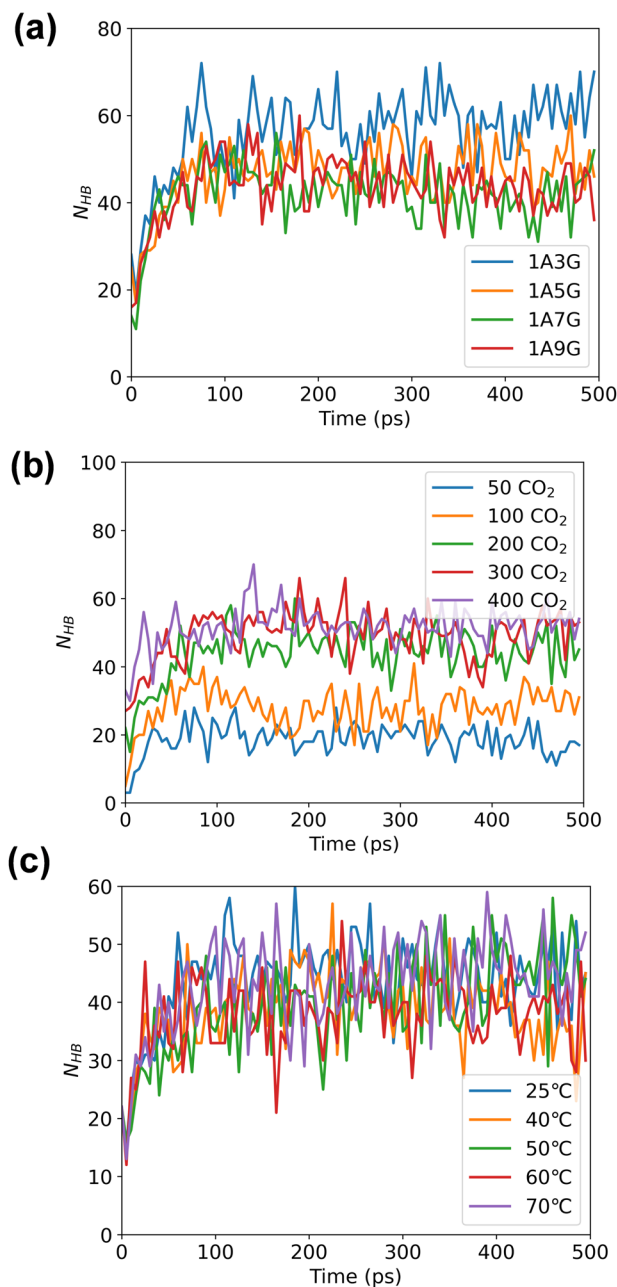 (a)
80
60
40
20
0
N_HB
1A3G
1A5G
1A7G
1A9G
0 100 200 300 400 500
Time (ps)
(b)
100
80
60
40
20
0
N_HB
50 CO₂
100 CO₂
200 CO₂
300 CO₂
400 CO₂
0 100 200 300 400 500
Time (ps)
(c)
60
50
40
30
20
10
0
N_HB
25℃
40℃
50℃
60℃
70℃
0 100 200 300 400 500
Time (ps)